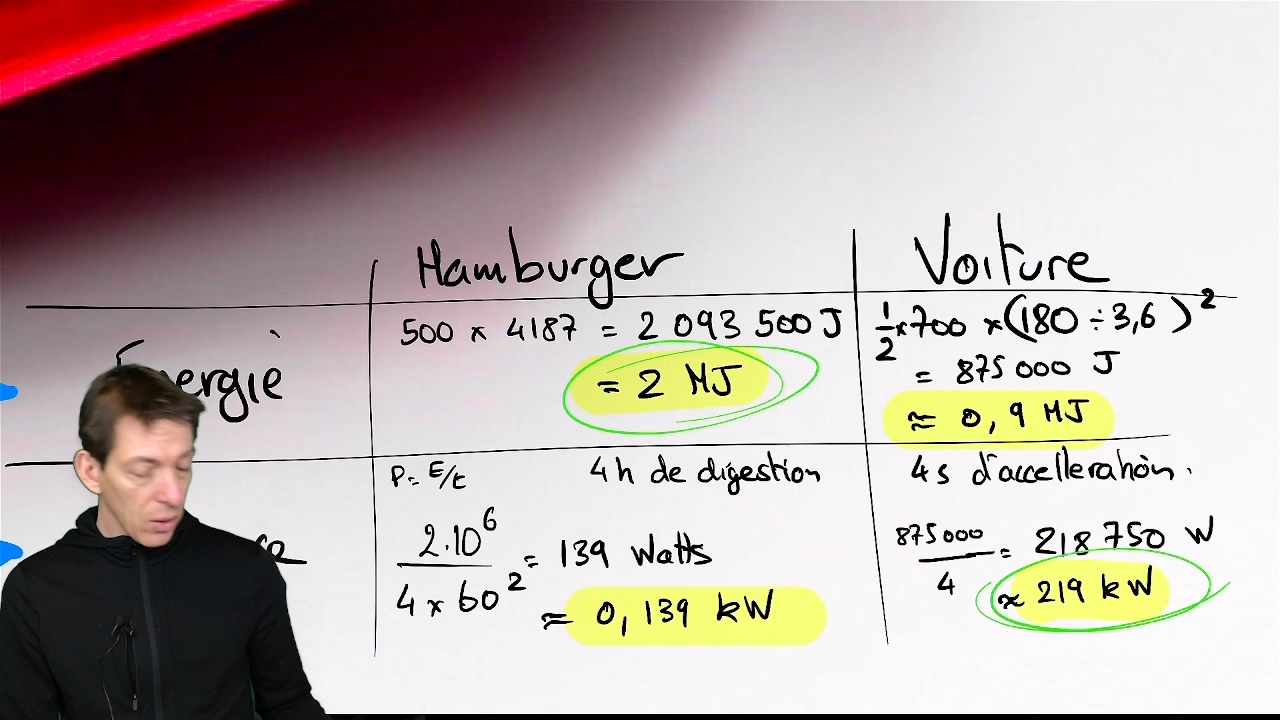 Hamburger
Voiture
500 x 4187 = 2 093 500 J
= 2 MJ
1/2 x 700 x (180 ÷ 3,6)²
= 875 000 J
≈ 0,9 MJ
P = E/t
4h de digestion
2.10⁶ / 4 x 60² = 139 Watts
≈ 0,139 kW
4s d'accelleration.
875 000 / 4 = 218 750 W
≈ 219 kW